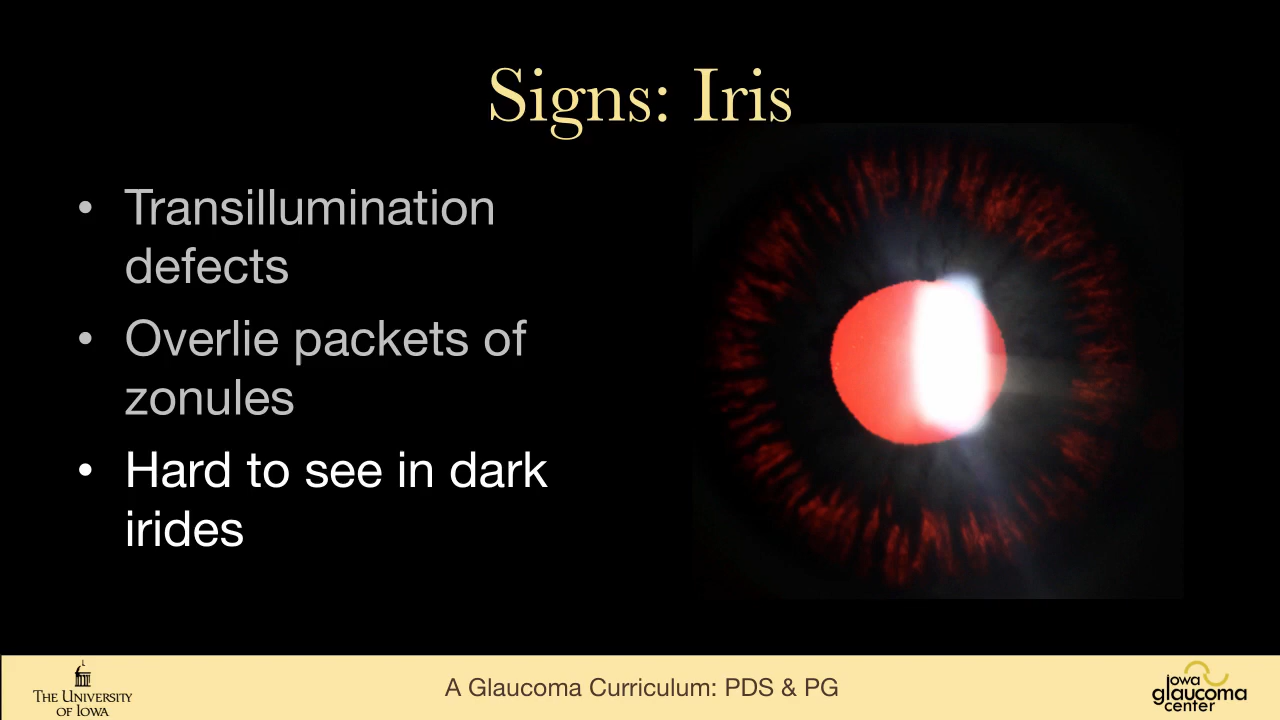 Signs: Iris
• Transillumination
defects
• Overlie packets of
zonules
• Hard to see in dark
irides
THE UNIVERSITY
OF IOWA
A Glaucoma Curriculum: PDS & PG
Iowa
glaucoma
center